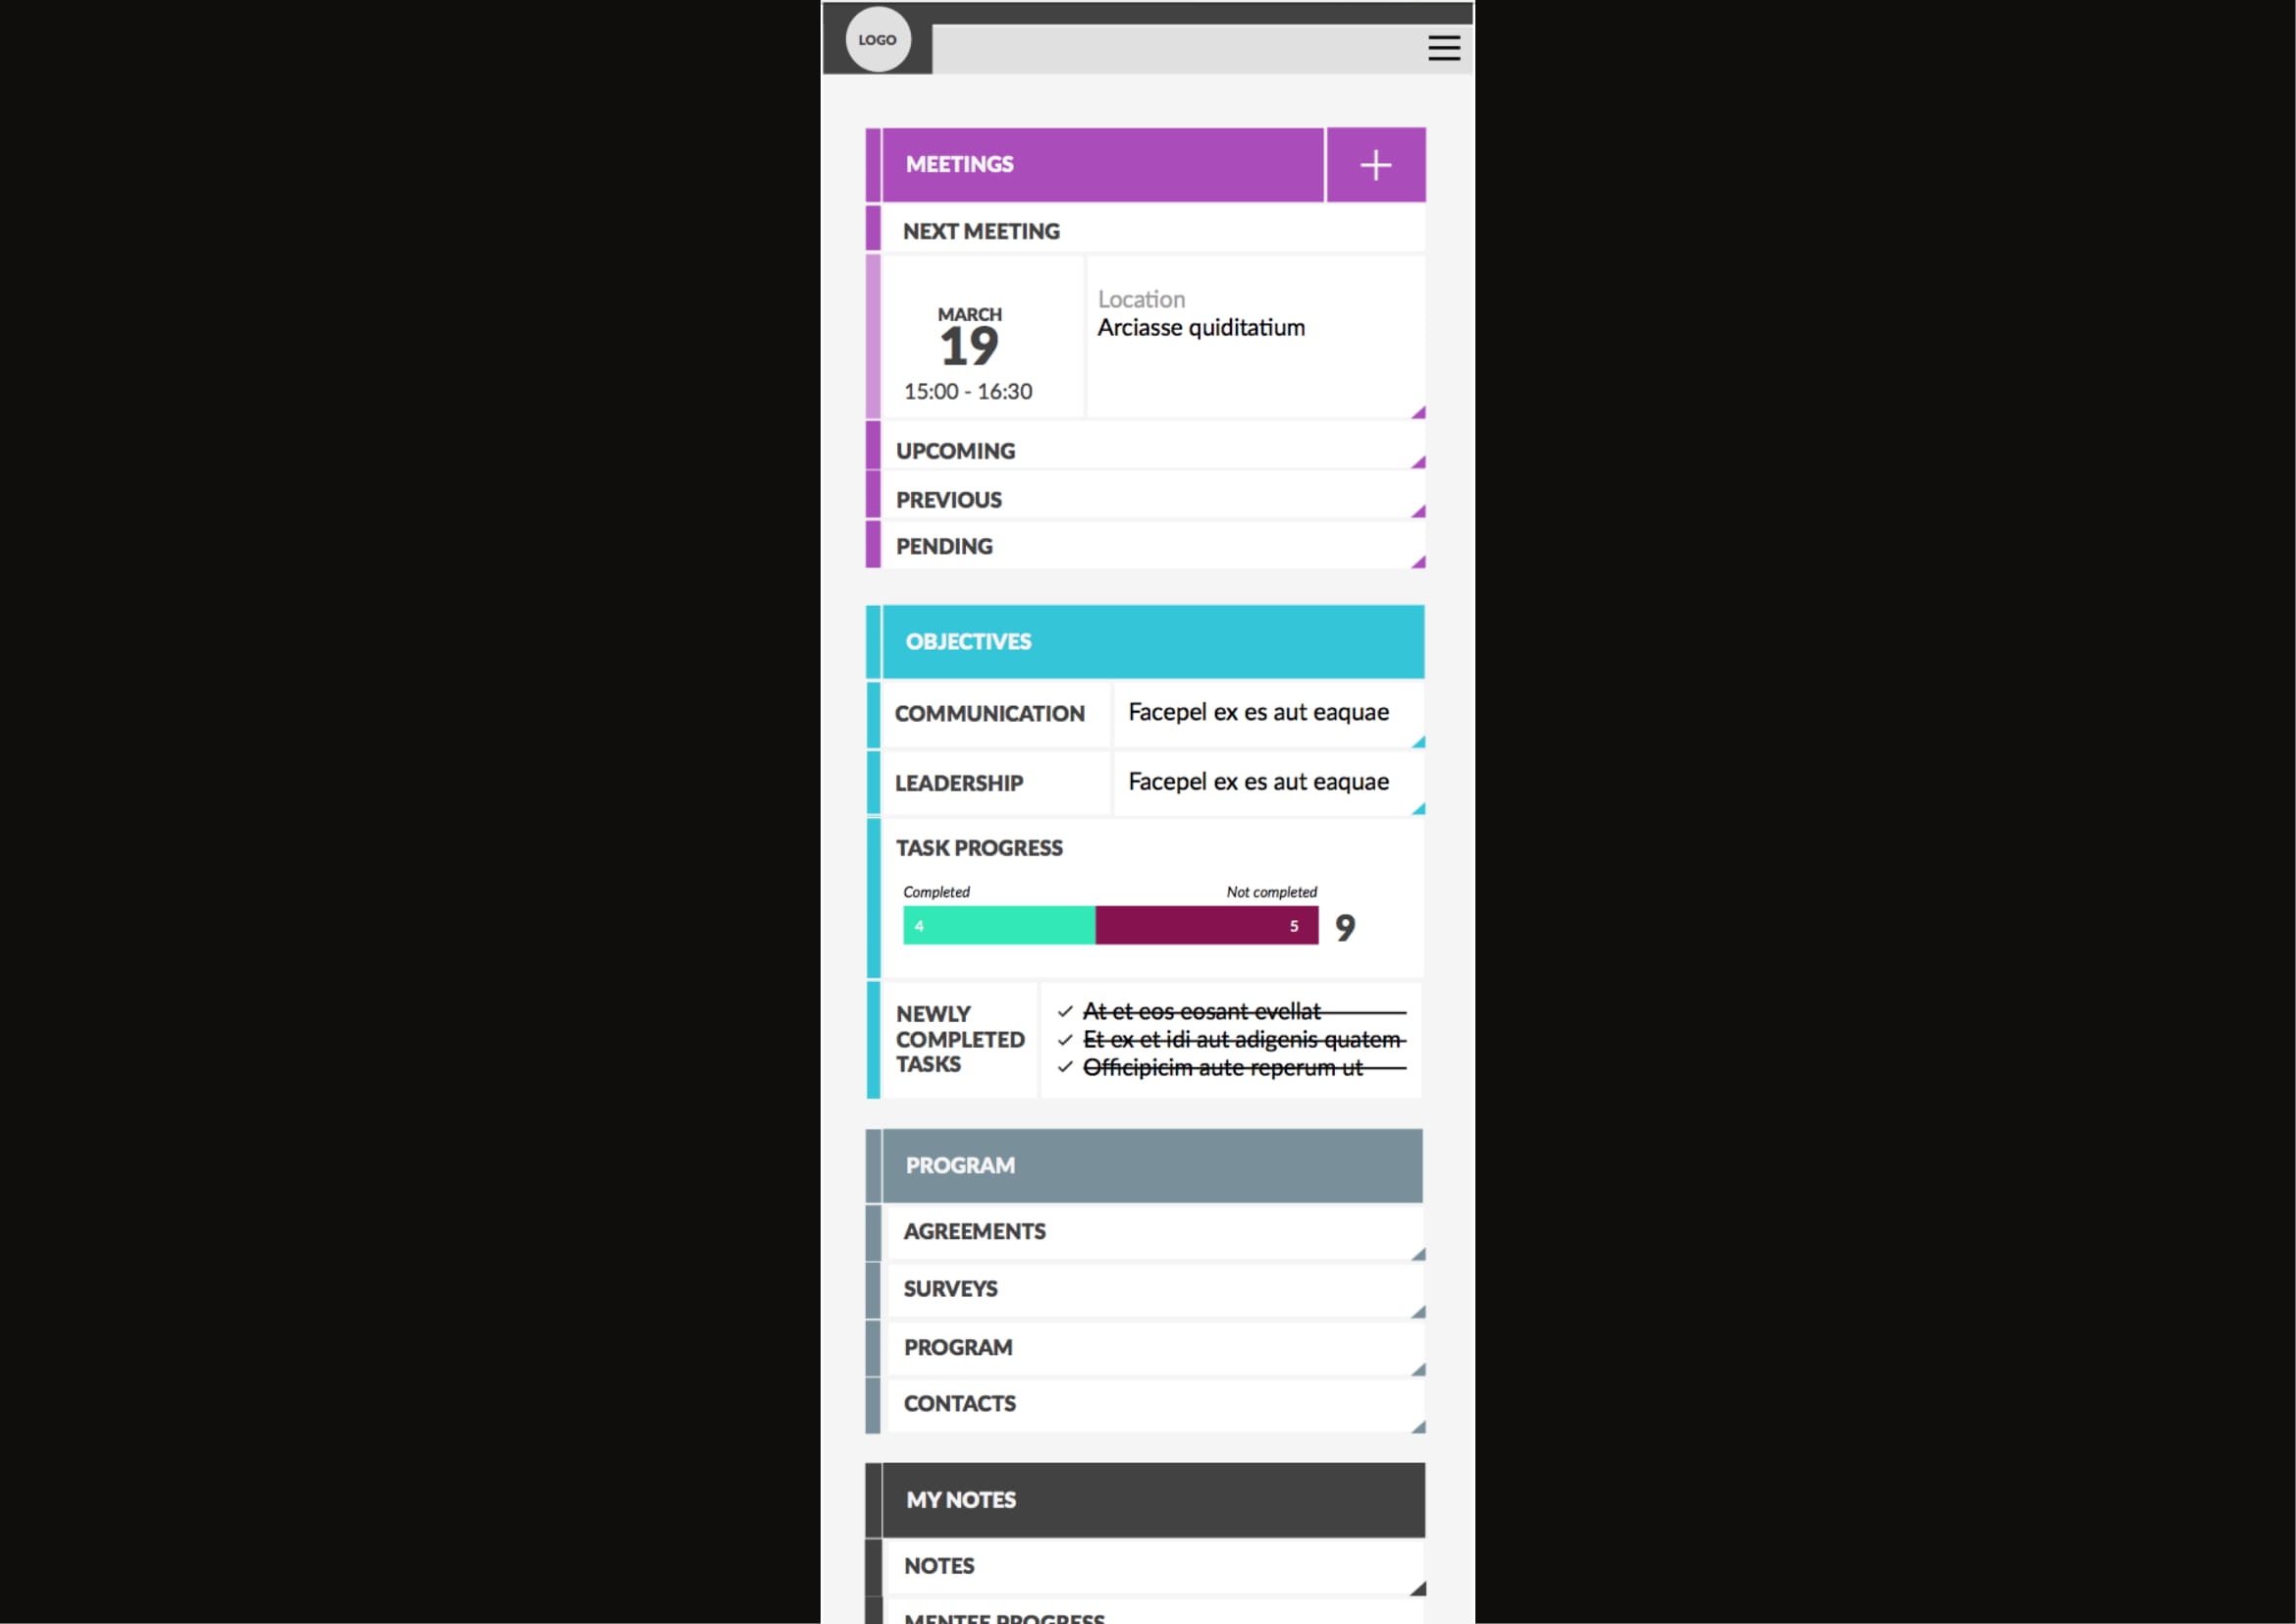 LOGO
MEETINGS
NEXT MEETING
MARCH
19
15:00 - 16:30
Location
Arciasse quiditatium
UPCOMING
PREVIOUS
PENDING
OBJECTIVES
COMMUNICATION
Facepel ex es aut eaquae
LEADERSHIP
Facepel ex es aut eaquae
TASK PROGRESS
Completed
Not completed
4
5
9
NEWLY
COMPLETED
TASKS
At et eos eosant evellat
Et ex et idi aut adigenis quatem
Officipicim aute reperum ut
PROGRAM
AGREEMENTS
SURVEYS
PROGRAM
CONTACTS
MY NOTES
NOTES
MENTEE PROGRESS